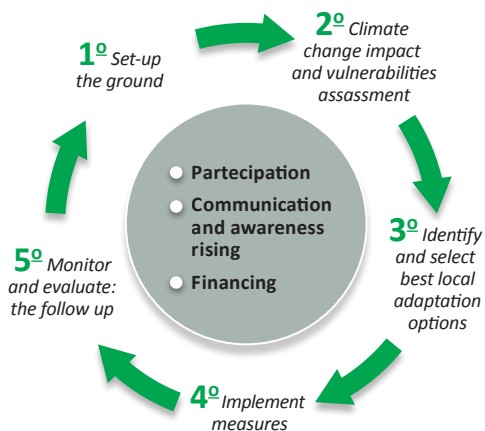 1º Set-up
the ground
2º Climate
change impact
and vulnerabilities
assassment
3º Identify
and select
best local
adaptation
options
4º Implement
measures
5º Monitor
and evaluate:
the follow up
Partecipation
Communication
and awareness
rising
Financing